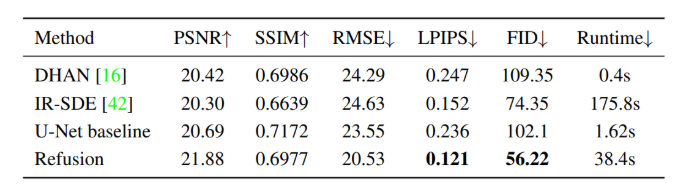 Method PSNR↑ SSIM↑ RMSE↓ LPIPS↓ FID↓ Runtime↓
DHAN [16] 20.42 0.6986 24.29 0.247 109.35 0.4s
IR-SDE [42] 20.30 0.6639 24.63 0.152 74.35 175.8s
U-Net baseline 20.69 0.7172 23.55 0.236 102.1 1.62s
Refusion 21.88 0.6977 20.53 0.121 56.22 38.4s